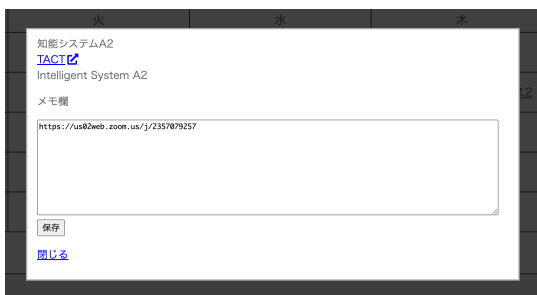 火 水 木
知能システムA2
TACT
Intelligent System A2
メモ欄
https://us02web.zoom.us/j/2357079257
保存
閉じる